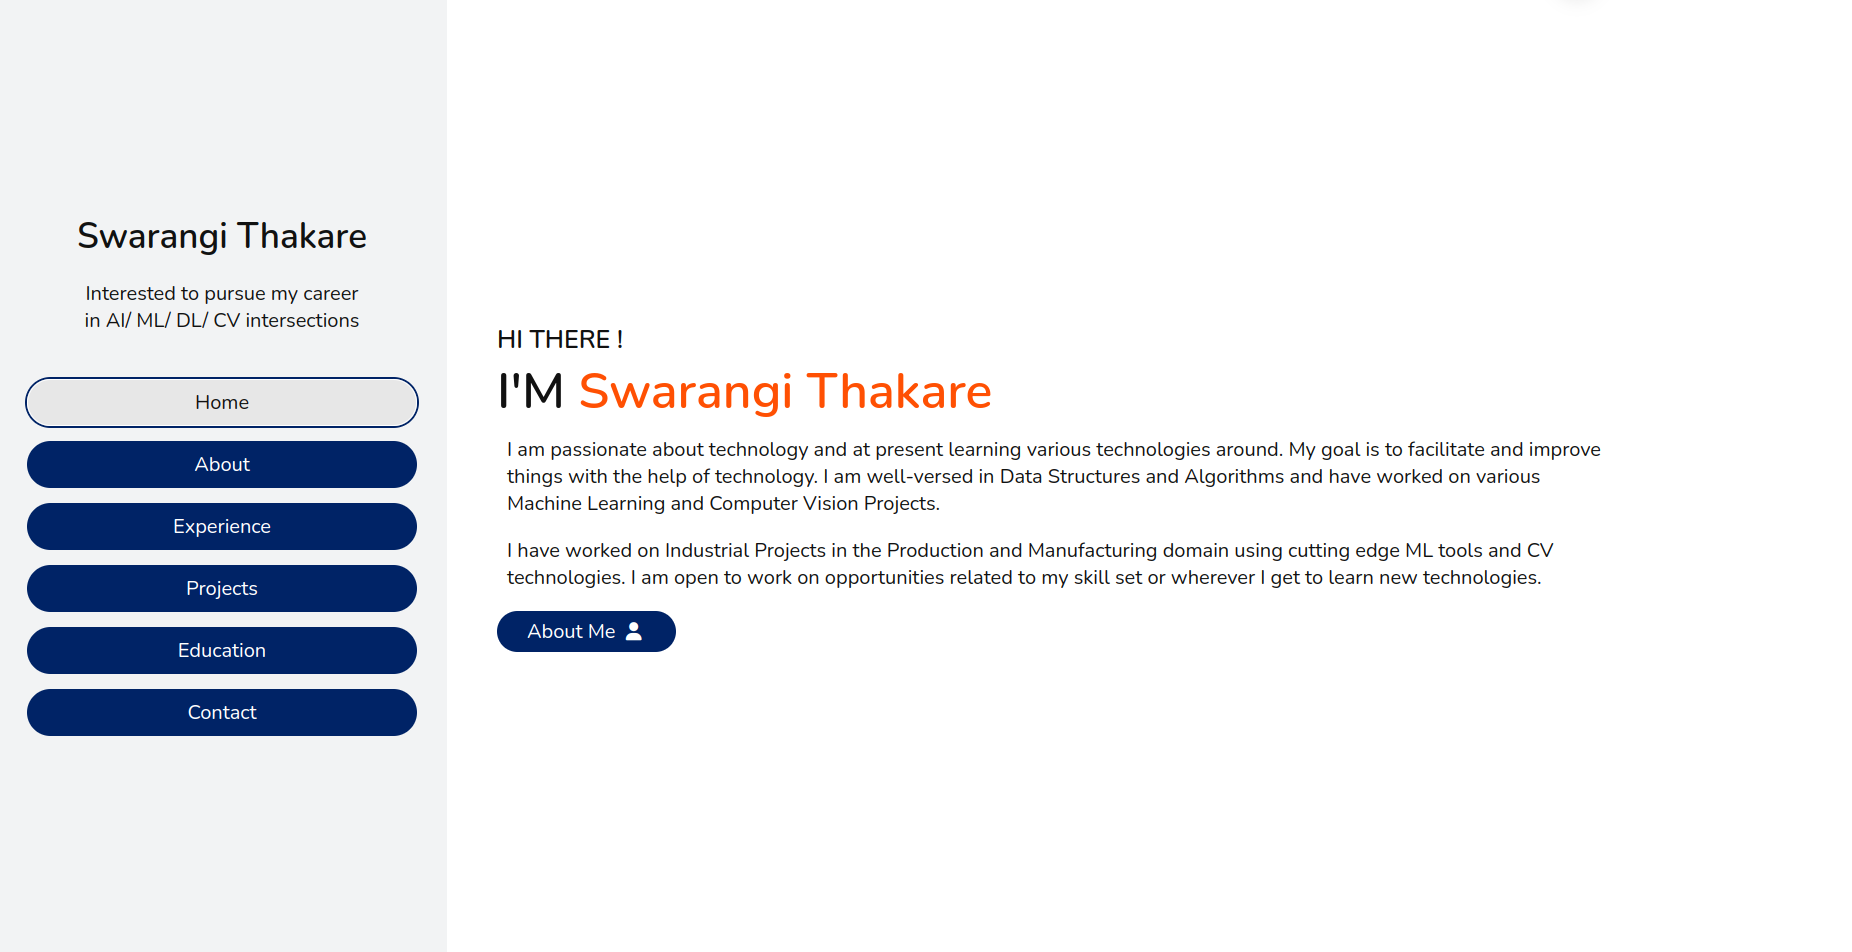 Swarangi Thakare
Interested to pursue my career
in AI/ ML/ DL/ CV intersections
Home
About
Experience
Projects
Education
Contact
HI THERE !
I'M Swarangi Thakare
I am passionate about technology and at present learning various technologies around. My goal is to facilitate and improve
things with the help of technology. I am well-versed in Data Structures and Algorithms and have worked on various
Machine Learning and Computer Vision Projects.
I have worked on Industrial Projects in the Production and Manufacturing domain using cutting edge ML tools and CV
technologies. I am open to work on opportunities related to my skill set or wherever I get to learn new technologies.
About Me